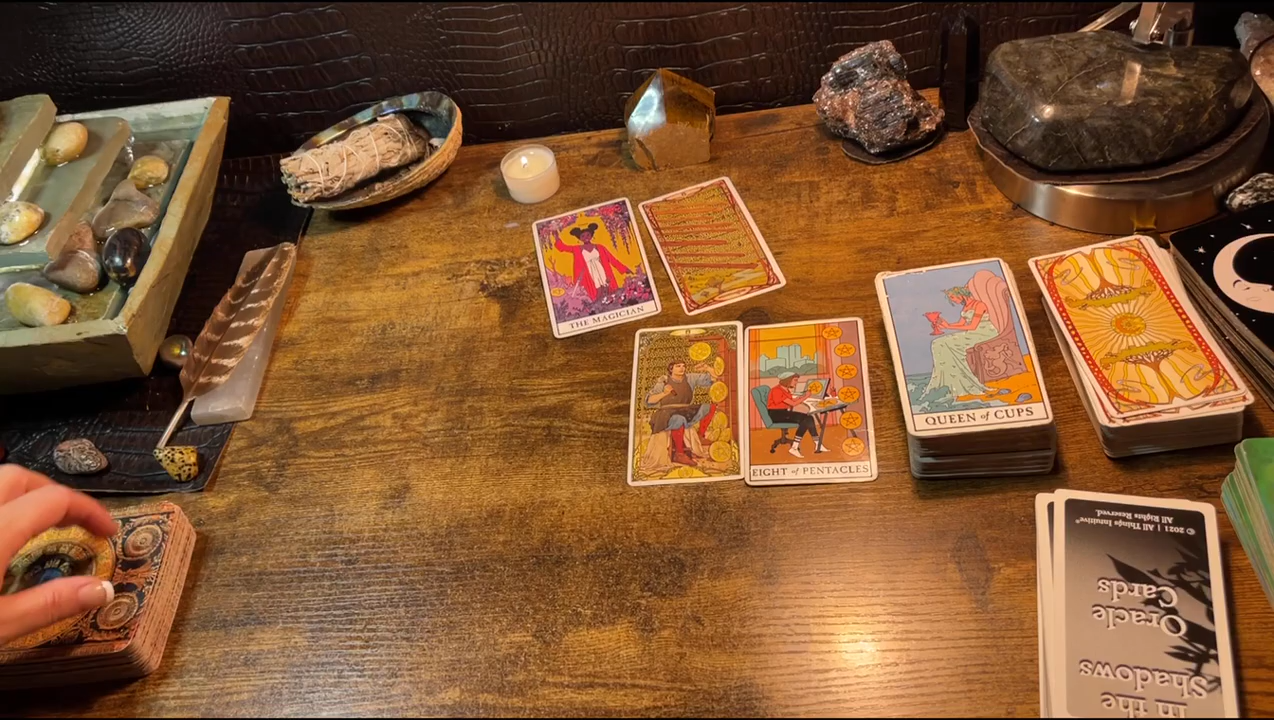 THE MAGICIAN
EIGHT of PENTACLES
QUEEN of CUPS
© 2021 | All Things Intuitive®
All Rights Reserved.
In the
Shadows
Oracle
Cards